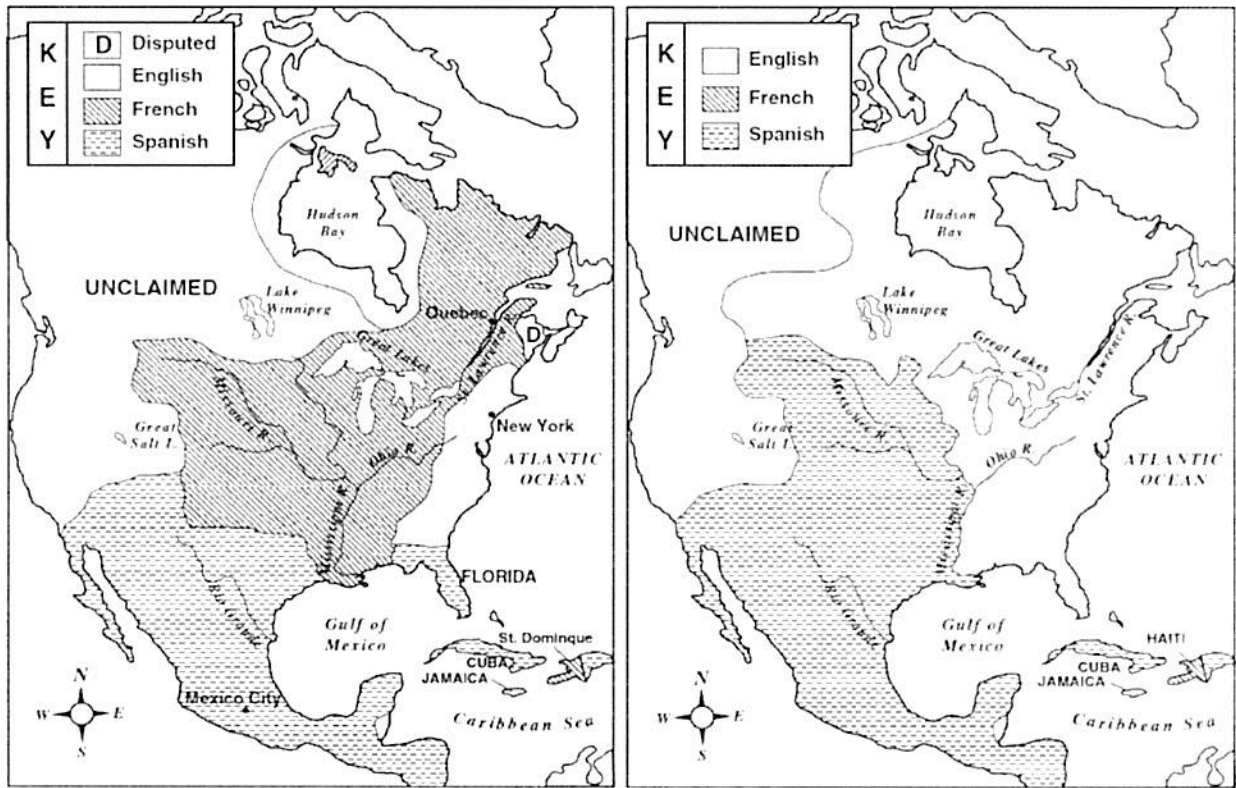 K
E
Y
D Disputed
English
French
Spanish
Hudson
Bay
UNCLAIMED
Lake
Winnipeg
Quebec
D
Great Lakes
St. Lawrence R.
Missouri R.
Great
Salt L.
New York
Ohio R.
ATLANTIC
OCEAN
Mississippi R.
FLORIDA
Rio Grande
Gulf of
Mexico
St. Dominque
CUBA
JAMAICA
Mexico City
Caribbean Sea
N
W E
S
K
E
Y
English
French
Spanish
Hudson
Bay
UNCLAIMED
Lake
Winnipeg
Great Lakes
St. Lawrence R.
Great
Salt L.
Ohio R.
ATLANTIC
OCEAN
Mississippi R.
Rio Grande
Gulf of
Mexico
HAITI
CUBA
JAMAICA
Caribbean Sea
N
W E
S